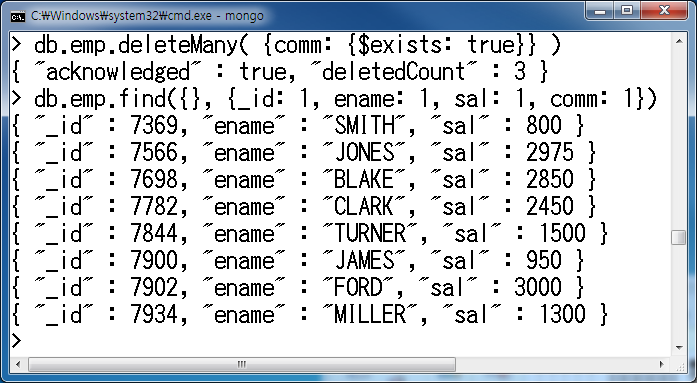 C:￦Windows￦system32￦cmd.exe - mongo
> db.emp.deleteMany( {comm: {$exists: true}} )
{ "acknowledged" : true, "deletedCount" : 3 }
> db.emp.find({}, {_id: 1, ename: 1, sal: 1, comm: 1})
{ "_id" : 7369, "ename" : "SMITH", "sal" : 800 }
{ "_id" : 7566, "ename" : "JONES", "sal" : 2975 }
{ "_id" : 7698, "ename" : "BLAKE", "sal" : 2850 }
{ "_id" : 7782, "ename" : "CLARK", "sal" : 2450 }
{ "_id" : 7844, "ename" : "TURNER", "sal" : 1500 }
{ "_id" : 7900, "ename" : "JAMES", "sal" : 950 }
{ "_id" : 7902, "ename" : "FORD", "sal" : 3000 }
{ "_id" : 7934, "ename" : "MILLER", "sal" : 1300 }
>